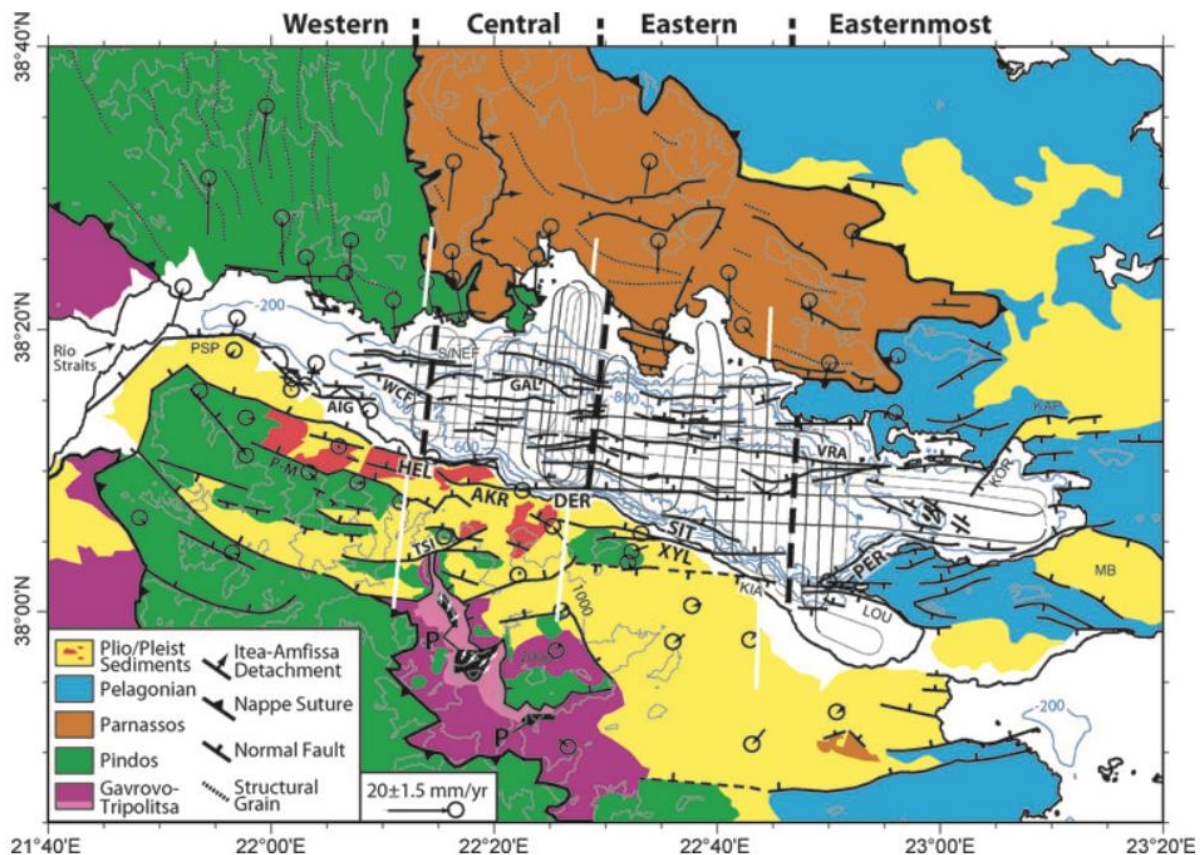 Western Central Eastern Easternmost
38°40'N
38°20'N
38°00'N
-200
Rio
Straits
PSP
S/NEF
GAL
-800
WCF
AIG
-600
VRA
KAP
KOR
P-M
HEL
AKR
DER
SIT
XYL
TSI
PER
KIA
LOU
MB
1000
P
P
-200
Plio/Pleist
Sediments
Pelagonian
Parnassos
Pindos
Gavrovo-
Tripolitsa
Itea-Amfissa
Detachment
Nappe Suture
Normal Fault
Structural
Grain
20±1.5 mm/yr
21°40'E 22°00'E 22°20'E 22°40'E 23°00'E 23°20'E